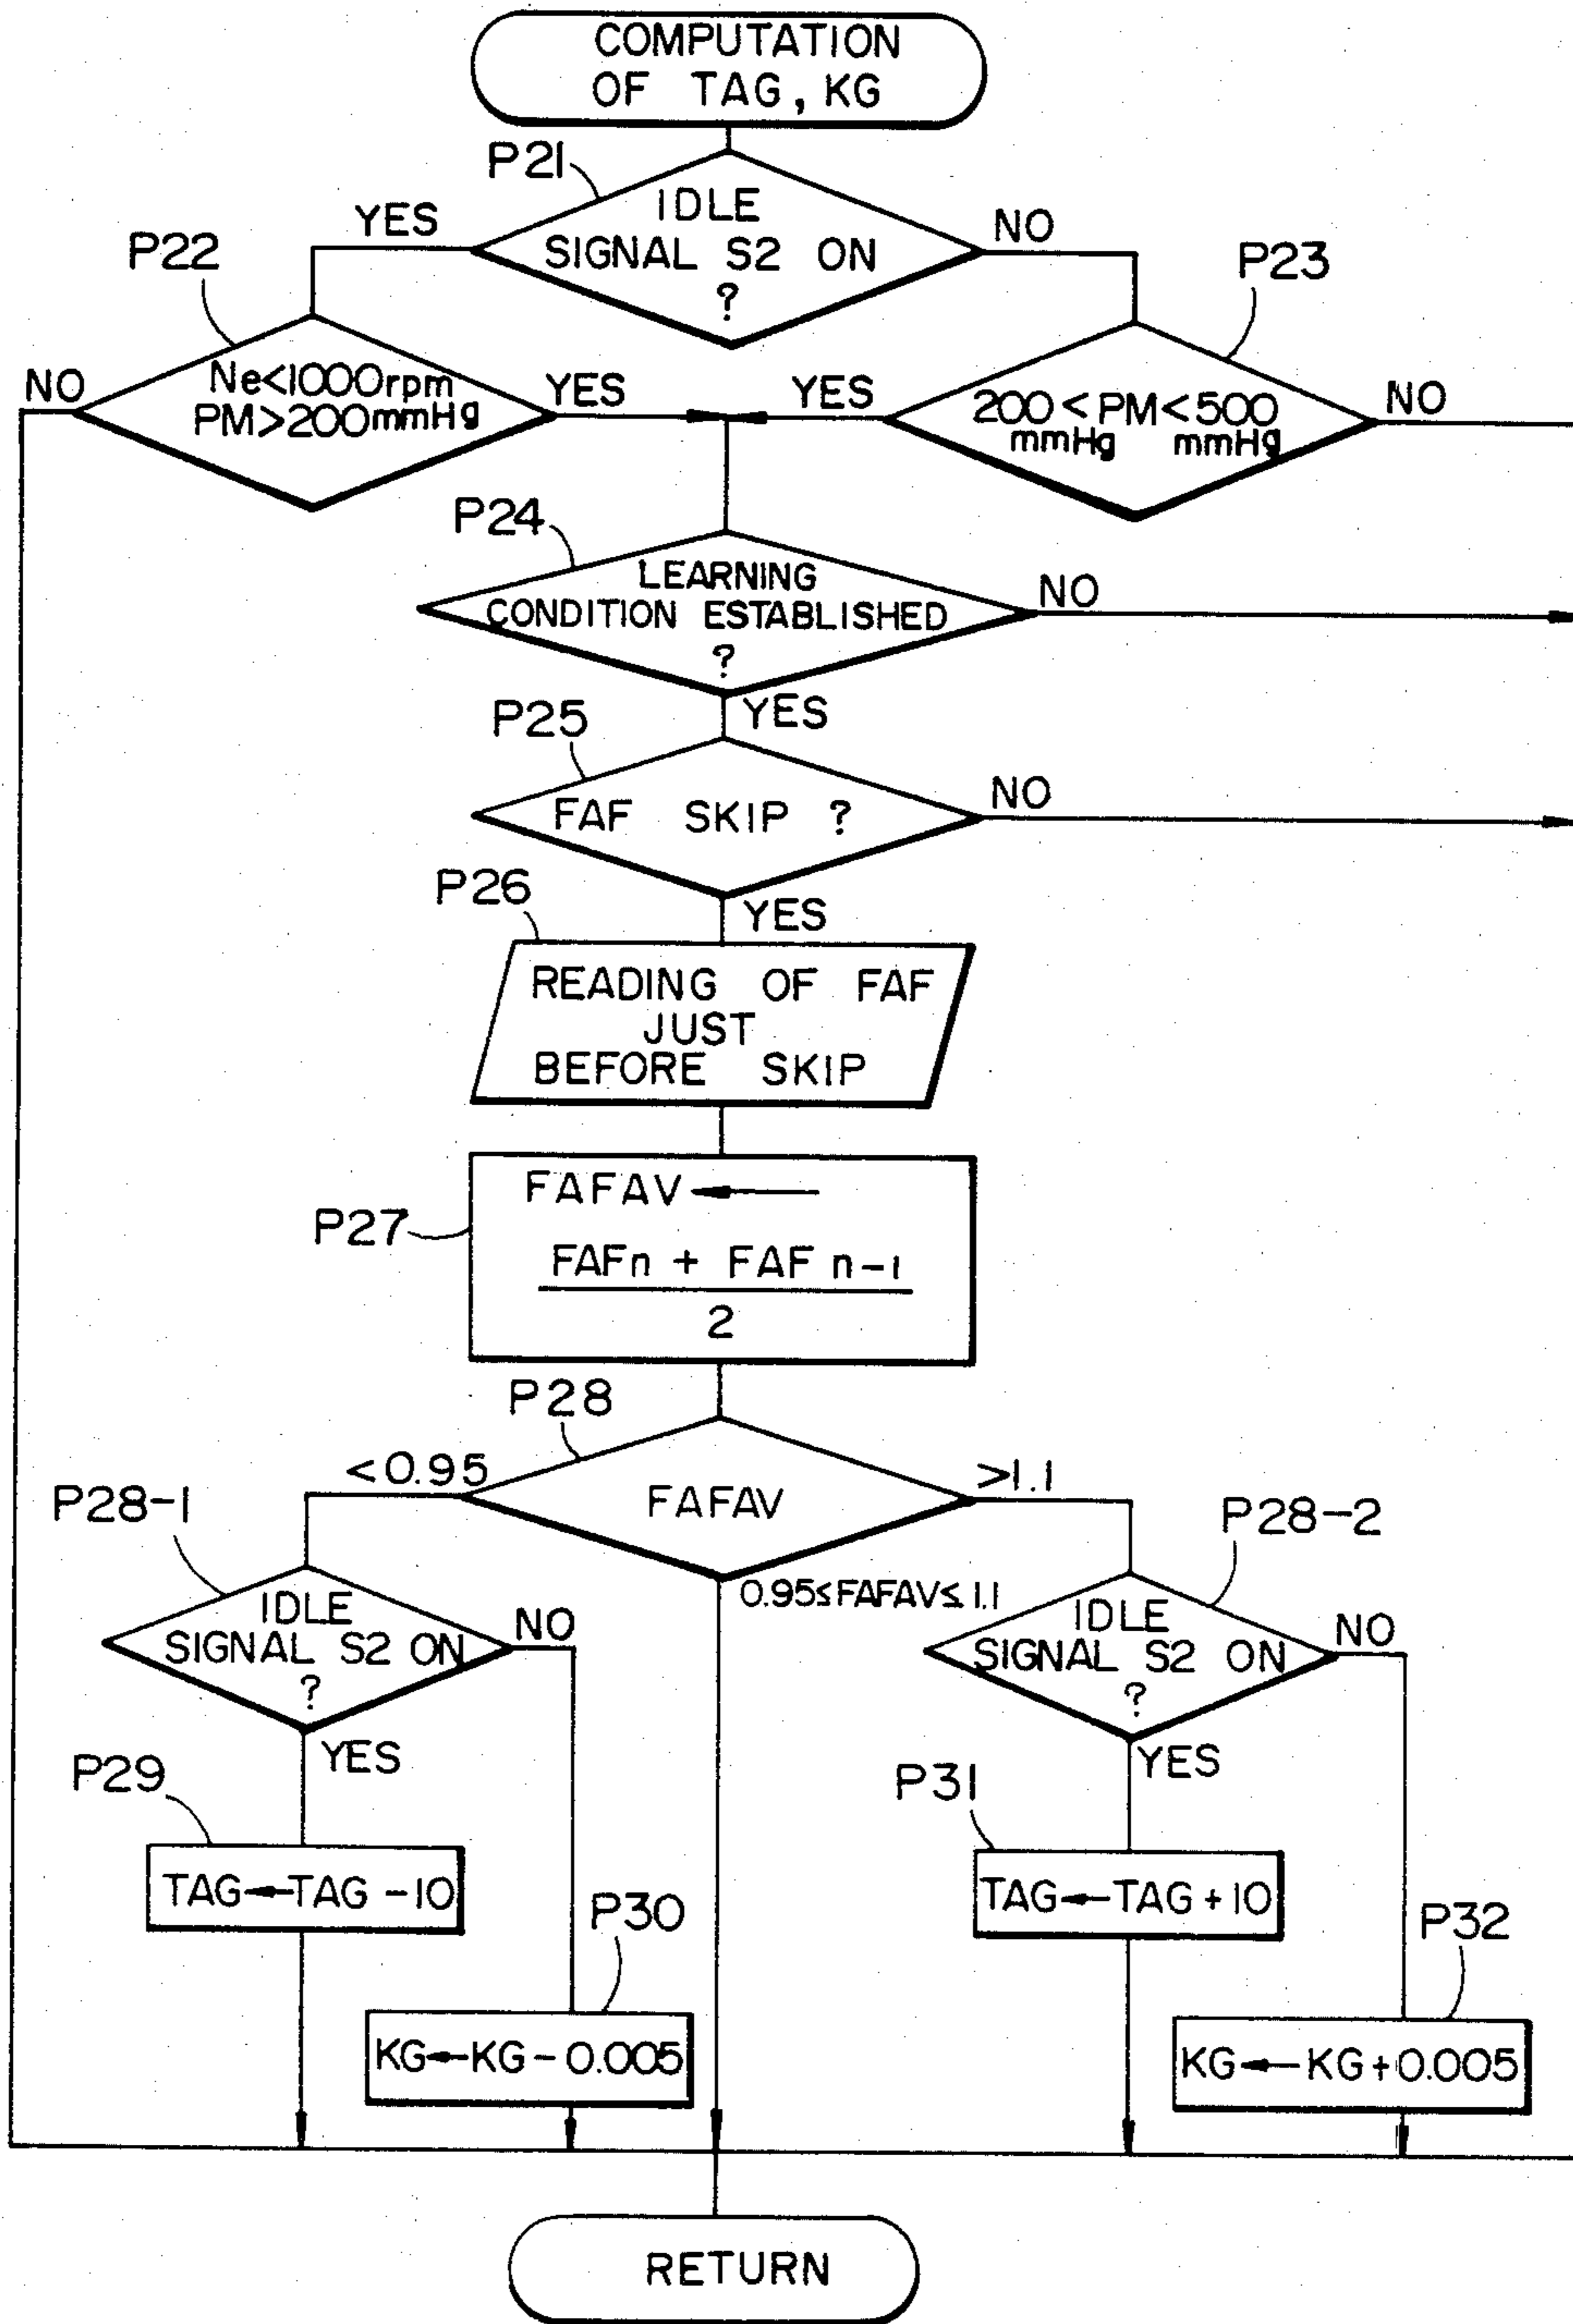 COMPUTATION
OF TAG, KG
P21
IDLE
SIGNAL S2 ON
?
YES
NO
P22
P23
Ne<1000rpm
PM>200mmHg
NO
YES
200<PM<500
mmHg mmHg
YES
NO
P24
LEARNING
CONDITION ESTABLISHED
?
NO
YES
P25
FAF SKIP ?
NO
YES
P26
READING OF FAF
JUST
BEFORE SKIP
P27
FAFAV ←
FAFn + FAF n-1
2
P28
FAFAV
<0.95
>1.1
0.95≤FAFAV≤1.1
P28-1
IDLE
SIGNAL S2 ON
?
NO
YES
P28-2
IDLE
SIGNAL S2 ON
?
NO
YES
P29
TAG←TAG-10
P30
KG←KG-0.005
P31
TAG←TAG+10
P32
KG←KG+0.005
RETURN